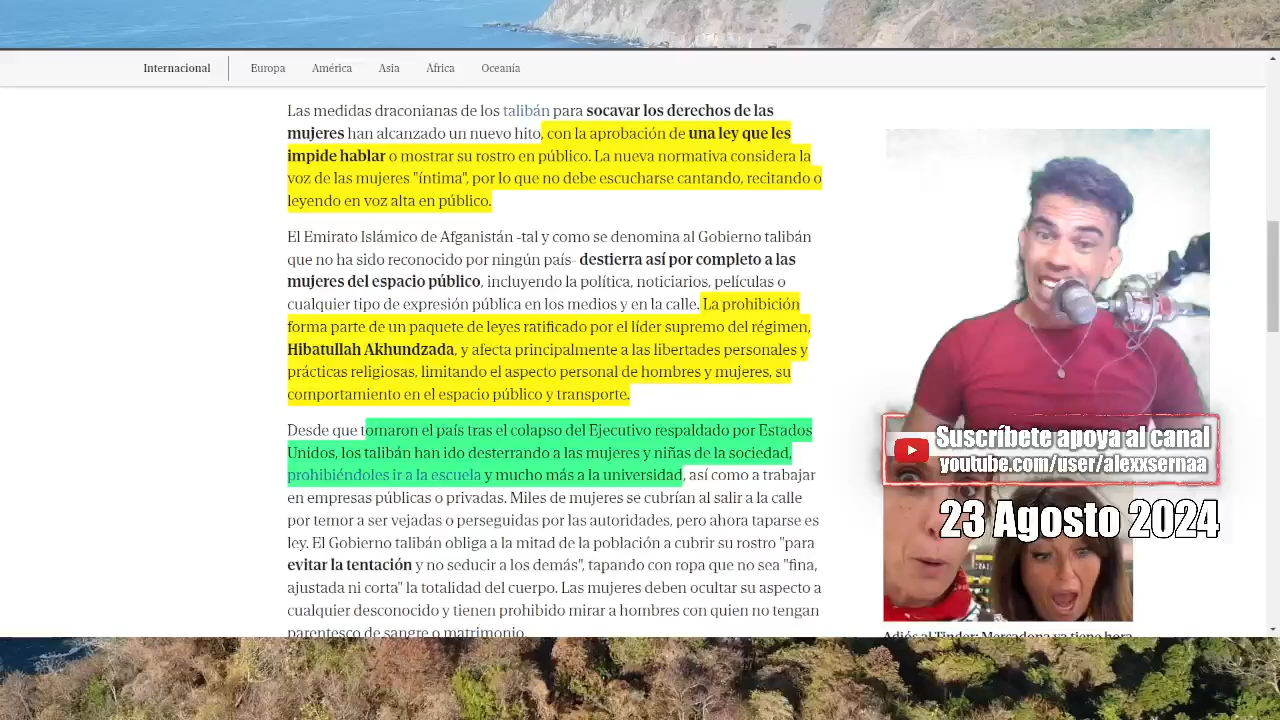 Internacional
Europa
América
Asia
África
Oceanía
Las medidas draconianas de los talibán para socavar los derechos de las
mujeres han alcanzado un nuevo hito, con la aprobación de una ley que les
impide hablar o mostrar su rostro en público. La nueva normativa considera la
voz de las mujeres "íntima", por lo que no debe escucharse cantando, recitando o
leyendo en voz alta en público.
El Emirato Islámico de Afganistán -tal y como se denomina al Gobierno talibán
que no ha sido reconocido por ningún país- destierra así por completo a las
mujeres del espacio público, incluyendo la política, noticiarios, películas o
cualquier tipo de expresión pública en los medios y en la calle. La prohibición
forma parte de un paquete de leyes ratificado por el líder supremo del régimen,
Hibatullah Akhundzada, y afecta principalmente a las libertades personales y
prácticas religiosas, limitando el aspecto personal de hombres y mujeres, su
comportamiento en el espacio público y transporte.
Desde que tomaron el país tras el colapso del Ejecutivo respaldado por Estados
Unidos, los talibán han ido desterrando a las mujeres y niñas de la sociedad,
prohibiéndoles ir a la escuela y mucho más a la universidad, así como a trabajar
en empresas públicas o privadas. Miles de mujeres se cubrían al salir a la calle
por temor a ser vejadas o perseguidas por las autoridades, pero ahora taparse es
ley. El Gobierno talibán obliga a la mitad de la población a cubrir su rostro "para
evitar la tentación y no seducir a los demás", tapando con ropa que no sea "fina,
ajustada ni corta" la totalidad del cuerpo. Las mujeres deben ocultar su aspecto a
cualquier desconocido y tienen prohibido mirar a hombres con quien no tengan
parentesco de sangre o matrimonio.
Suscríbete apoya al canal
youtube.com/user/alexxsernaa
23 Agosto 2024
Adiós al Tinder: Mercadona ya tiene hora